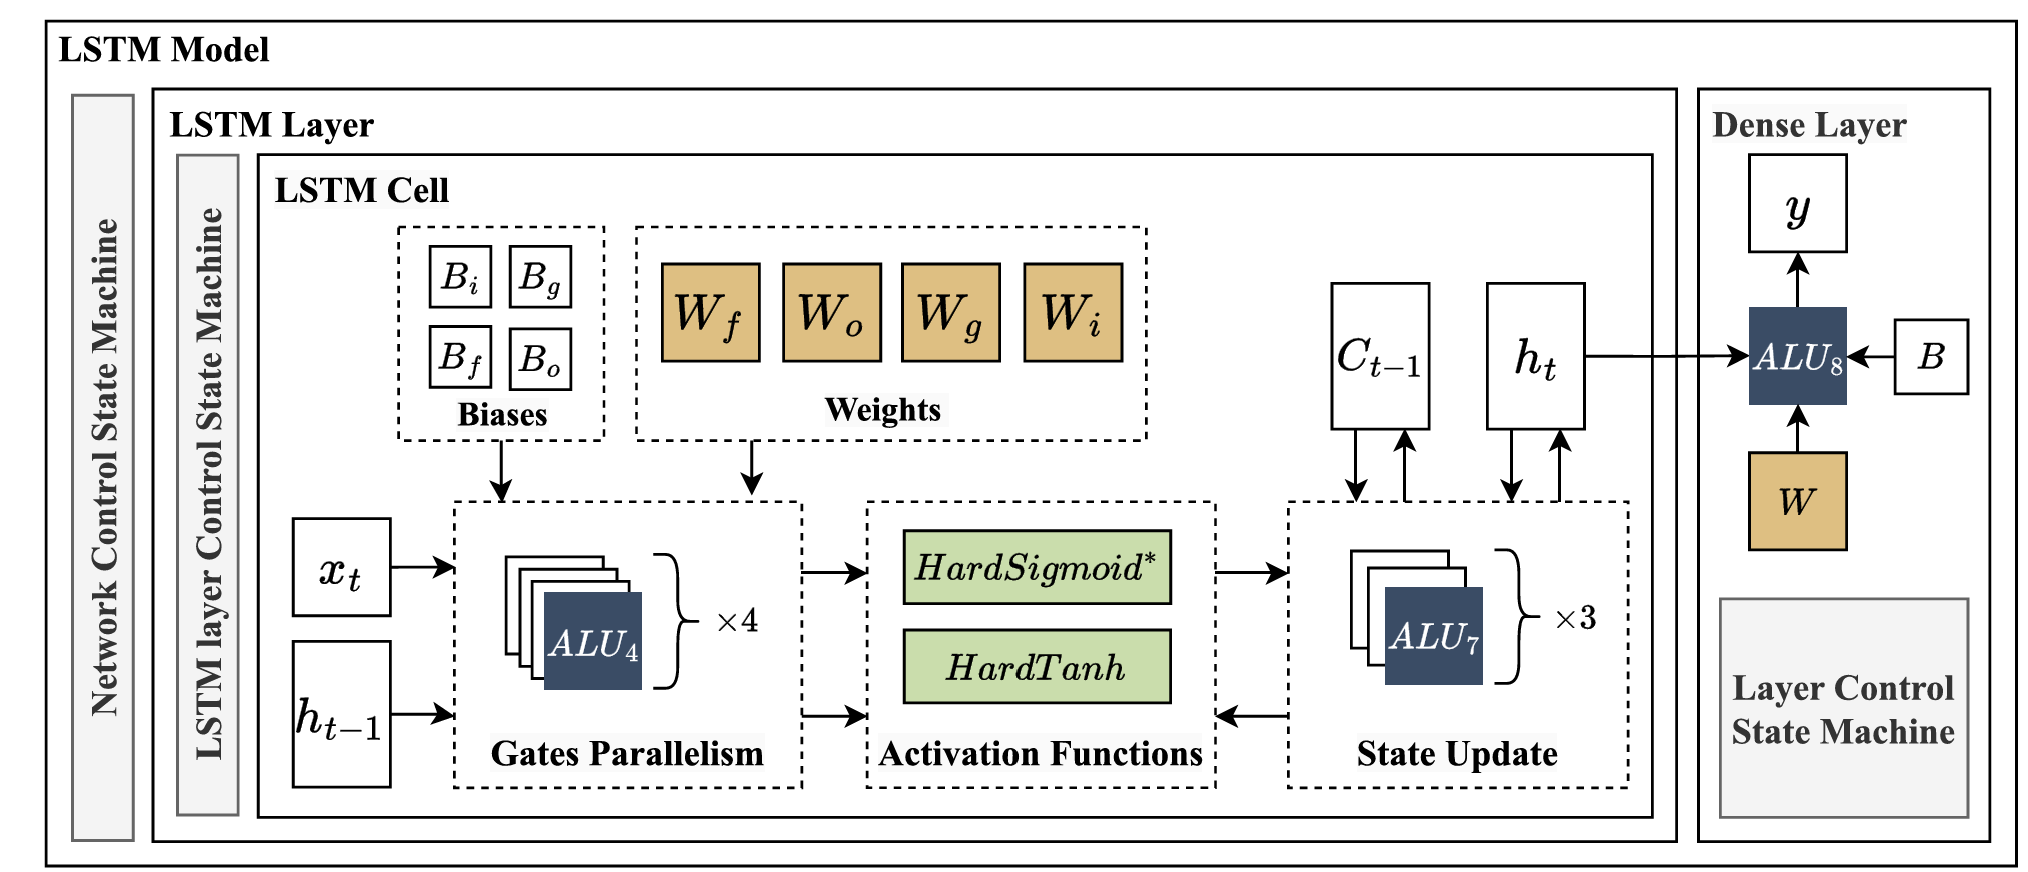 LSTM Model
Network Control State Machine
LSTM Layer
LSTM layer Control State Machine
LSTM Cell
B_i
B_g
B_f
B_o
Biases
W_f
W_o
W_g
W_i
Weights
C_{t-1}
h_t
x_t
h_{t-1}
ALU_4
×4
Gates Parallelism
HardSigmoid*
HardTanh
Activation Functions
ALU_7
×3
State Update
Dense Layer
y
ALU_8
B
W
Layer Control
State Machine